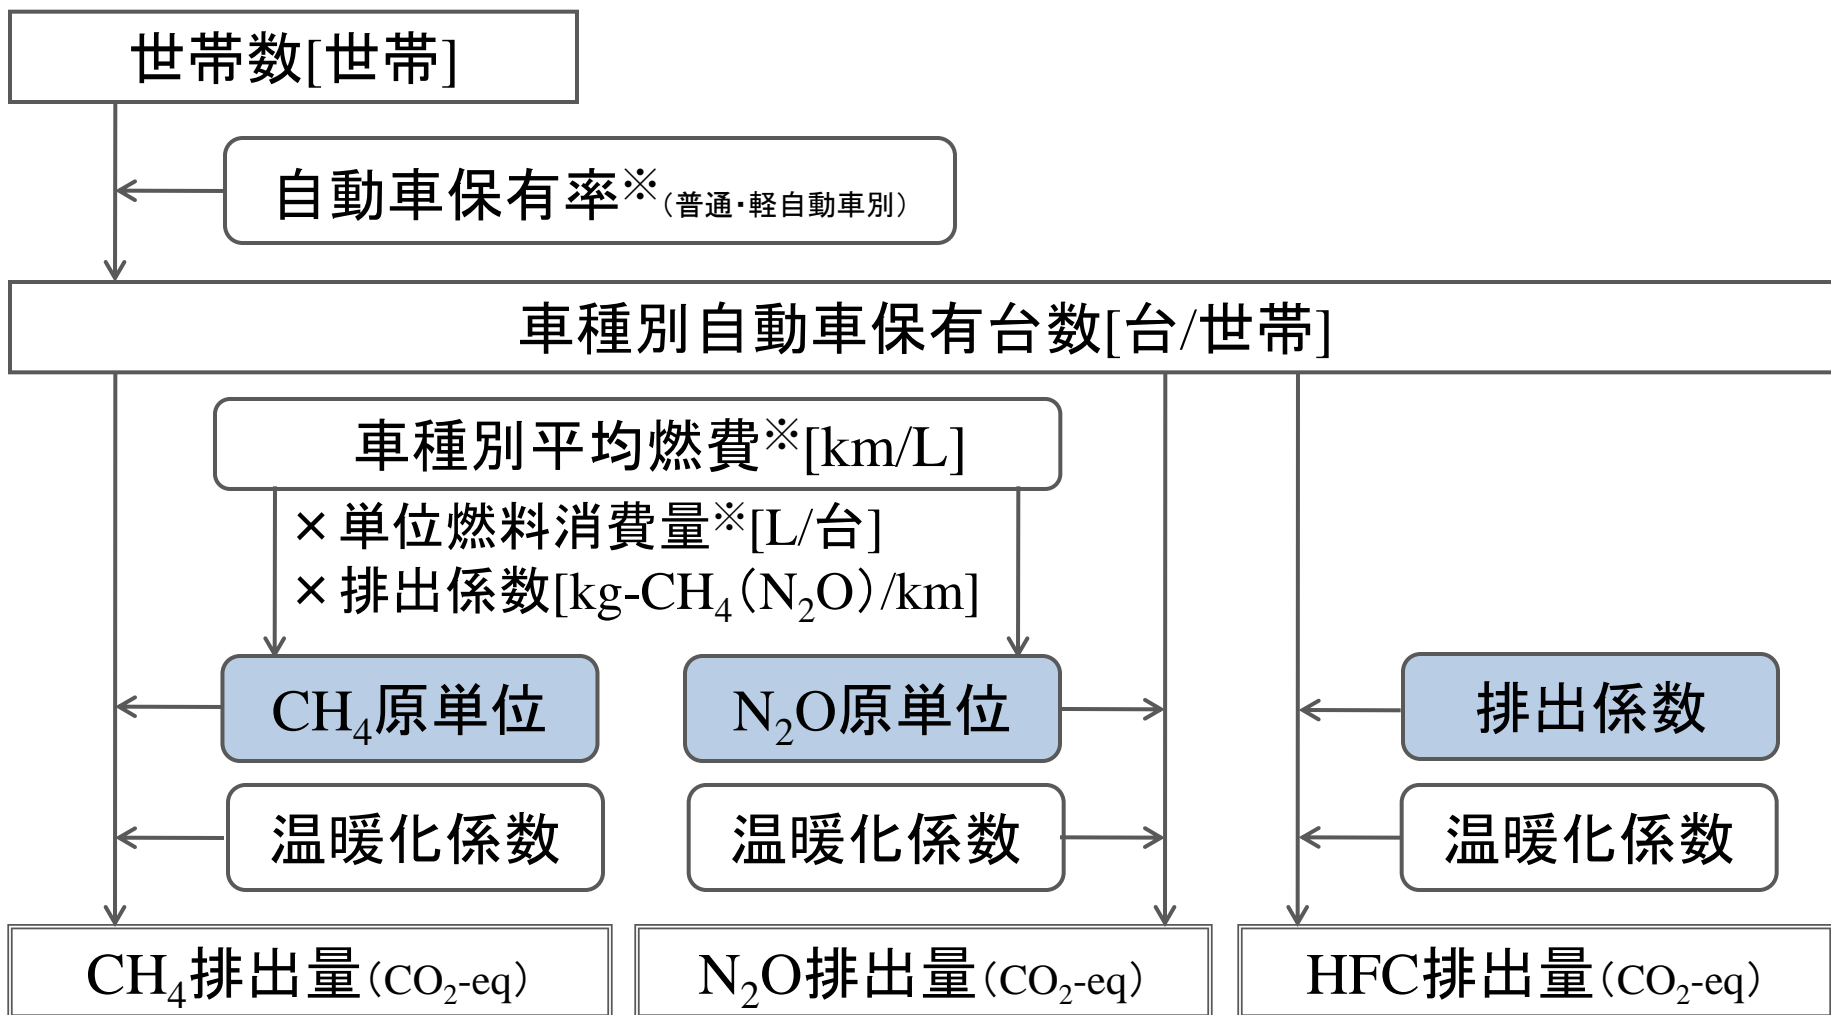 世帯数[世帯]
自動車保有率※(普通・軽自動車別)
車種別自動車保有台数[台/世帯]
車種別平均燃費※[km/L]
×単位燃料消費量※[L/台]
×排出係数[kg-CH₄(N₂O)/km]
CH₄原単位
N₂O原単位
排出係数
温暖化係数
温暖化係数
温暖化係数
CH₄排出量(CO₂-eq)
N₂O排出量(CO₂-eq)
HFC排出量(CO₂-eq)